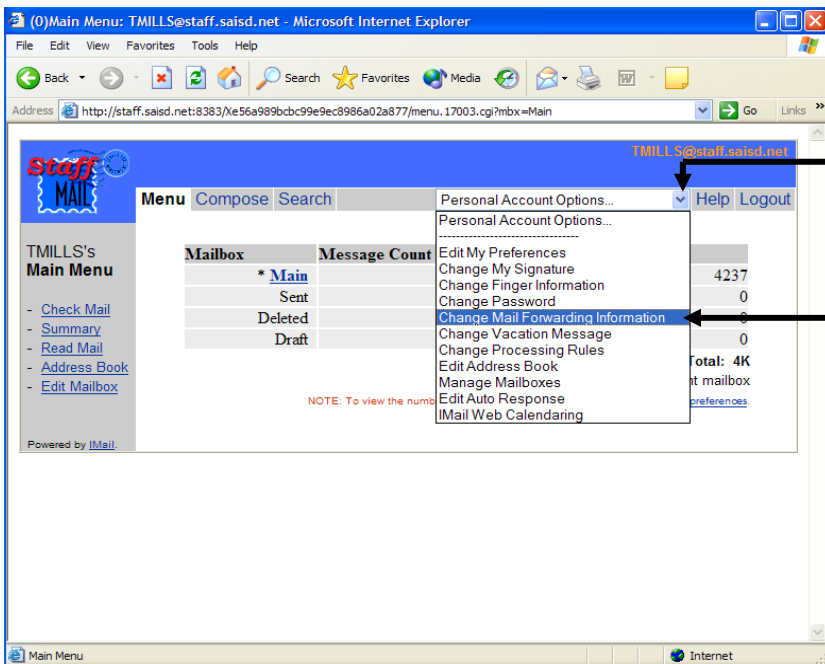 (0)Main Menu: TMILLS@staff.saisd.net - Microsoft Internet Explorer
File Edit View Favorites Tools Help
Back Search Favorites Media
Address http://staff.saisd.net:8383/Xe56a989bcbc99e9ec8986a02a877/menu.17003.cgi?mbx=Main Go Links »
TMILLS@staff.saisd.net
Staff
MAIL
Menu Compose Search Personal Account Options... Help Logout
Personal Account Options...
--------------------------------
Edit My Preferences
Change My Signature
Change Finger Information
Change Password
Change Mail Forwarding Information
Change Vacation Message
Change Processing Rules
Edit Address Book
Manage Mailboxes
Edit Auto Response
IMail Web Calendaring
TMILLS's
Main Menu
- Check Mail
- Summary
- Read Mail
- Address Book
- Edit Mailbox
Powered by IMail.
Mailbox Message Count
* Main 4237
Sent 0
Deleted 0
Draft 0
Total: 4K
mailbox
NOTE: To view the preferences.
Main Menu Internet